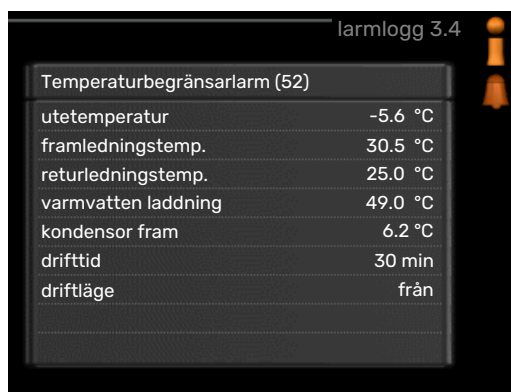 larmlogg 3.4
Temperaturbegränsarlarm (52)
utetemperatur -5.6 °C
framledningstemp. 30.5 °C
returledningstemp. 25.0 °C
varmvatten laddning 49.0 °C
kondensor fram 6.2 °C
drifttid 30 min
driftläge från